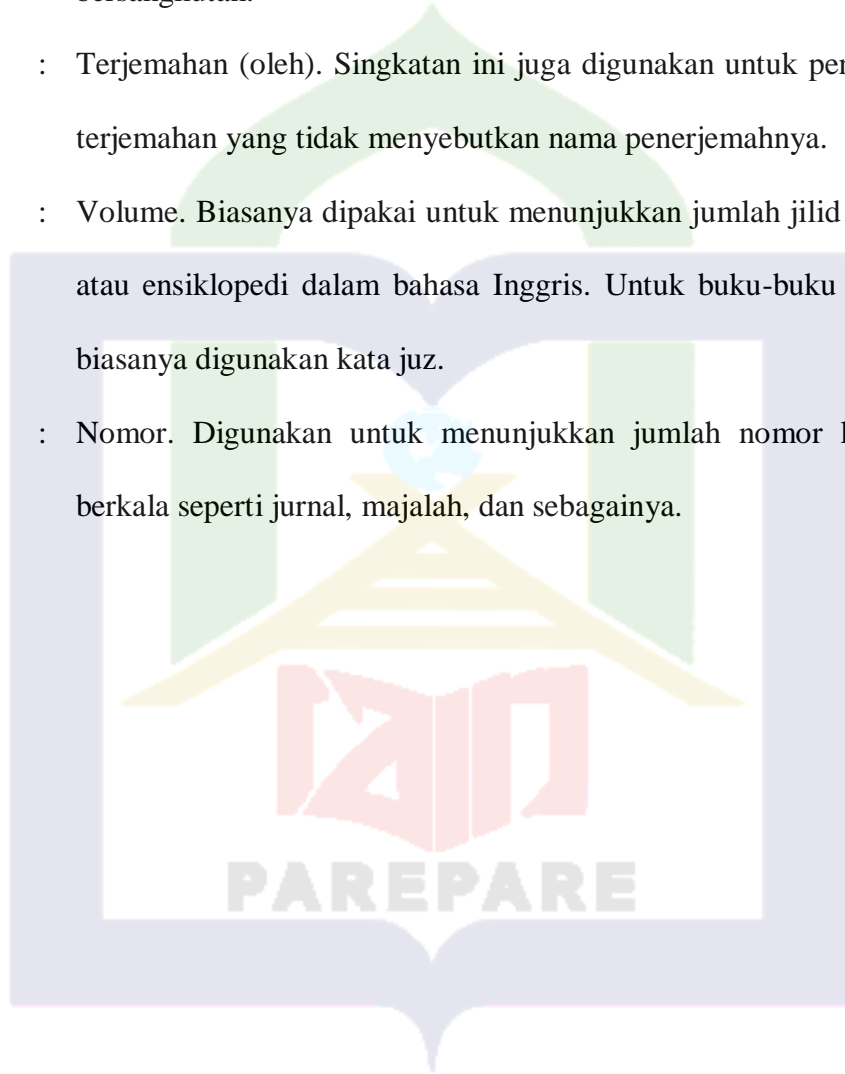 : Terjemahan (oleh). Singkatan ini juga digunakan untuk
terjemahan yang tidak menyebutkan nama penerjemahnya.
: Volume. Biasanya dipakai untuk menunjukkan jumlah jilid
atau ensiklopedi dalam bahasa Inggris. Untuk buku-buku
biasanya digunakan kata juz.
: Nomor. Digunakan untuk menunjukkan jumlah nomor
berkala seperti jurnal, majalah, dan sebagainya.
iain
PAREPARE